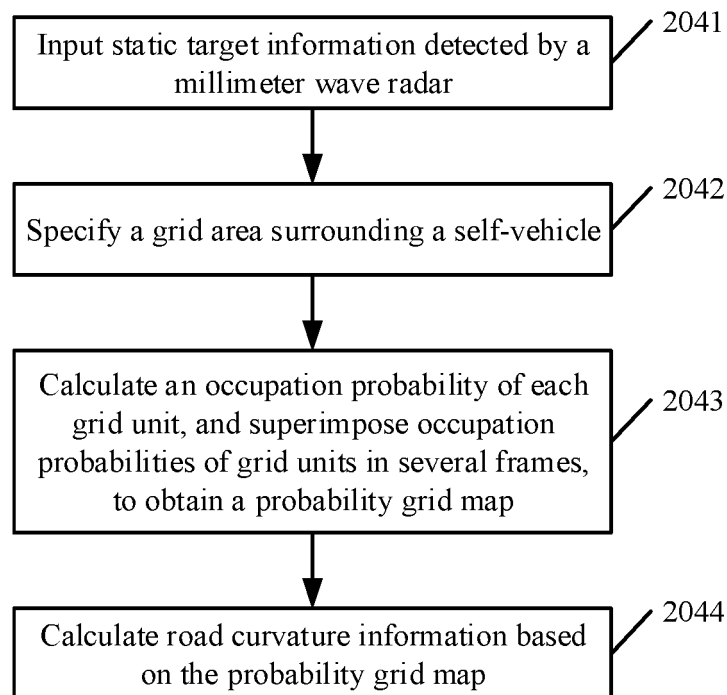 2041
Input static target information detected by a
millimeter wave radar
2042
Specify a grid area surrounding a self-vehicle
2043
Calculate an occupation probability of each
grid unit, and superimpose occupation
probabilities of grid units in several frames,
to obtain a probability grid map
2044
Calculate road curvature information based
on the probability grid map